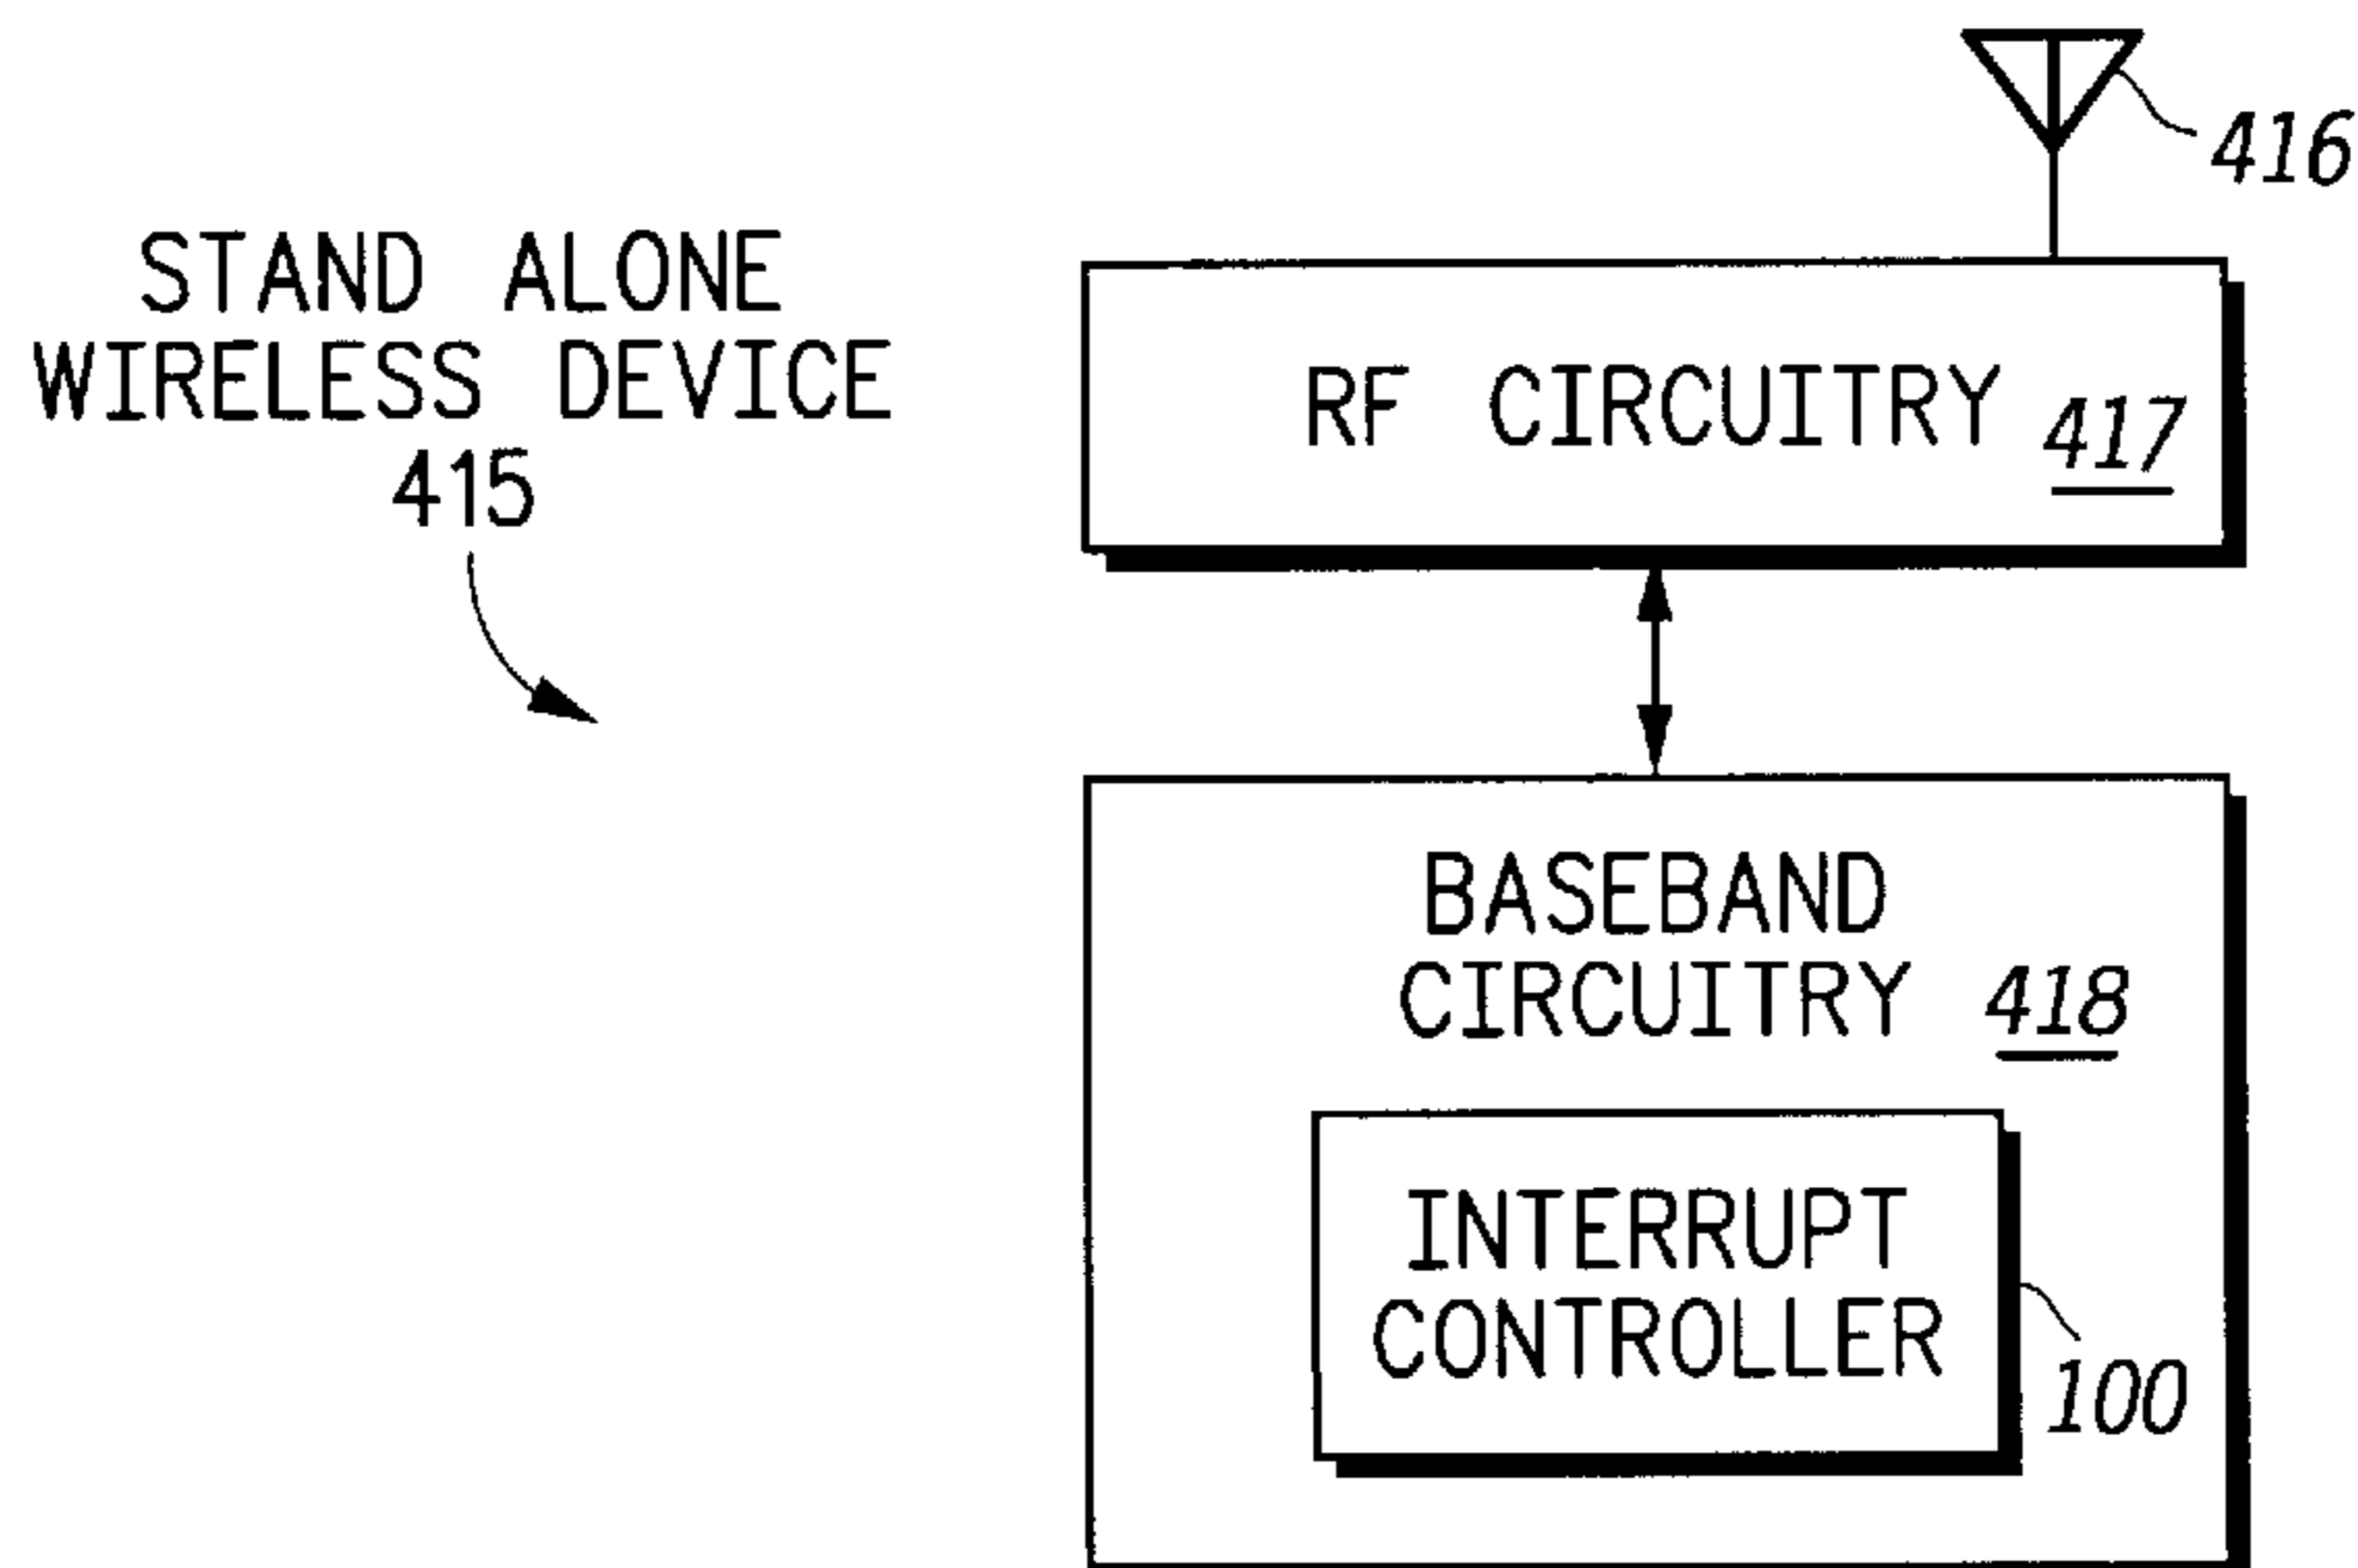 416
STAND ALONE
WIRELESS DEVICE
415
RF CIRCUITRY 417
BASEBAND
CIRCUITRY 418
INTERRUPT
CONTROLLER
100